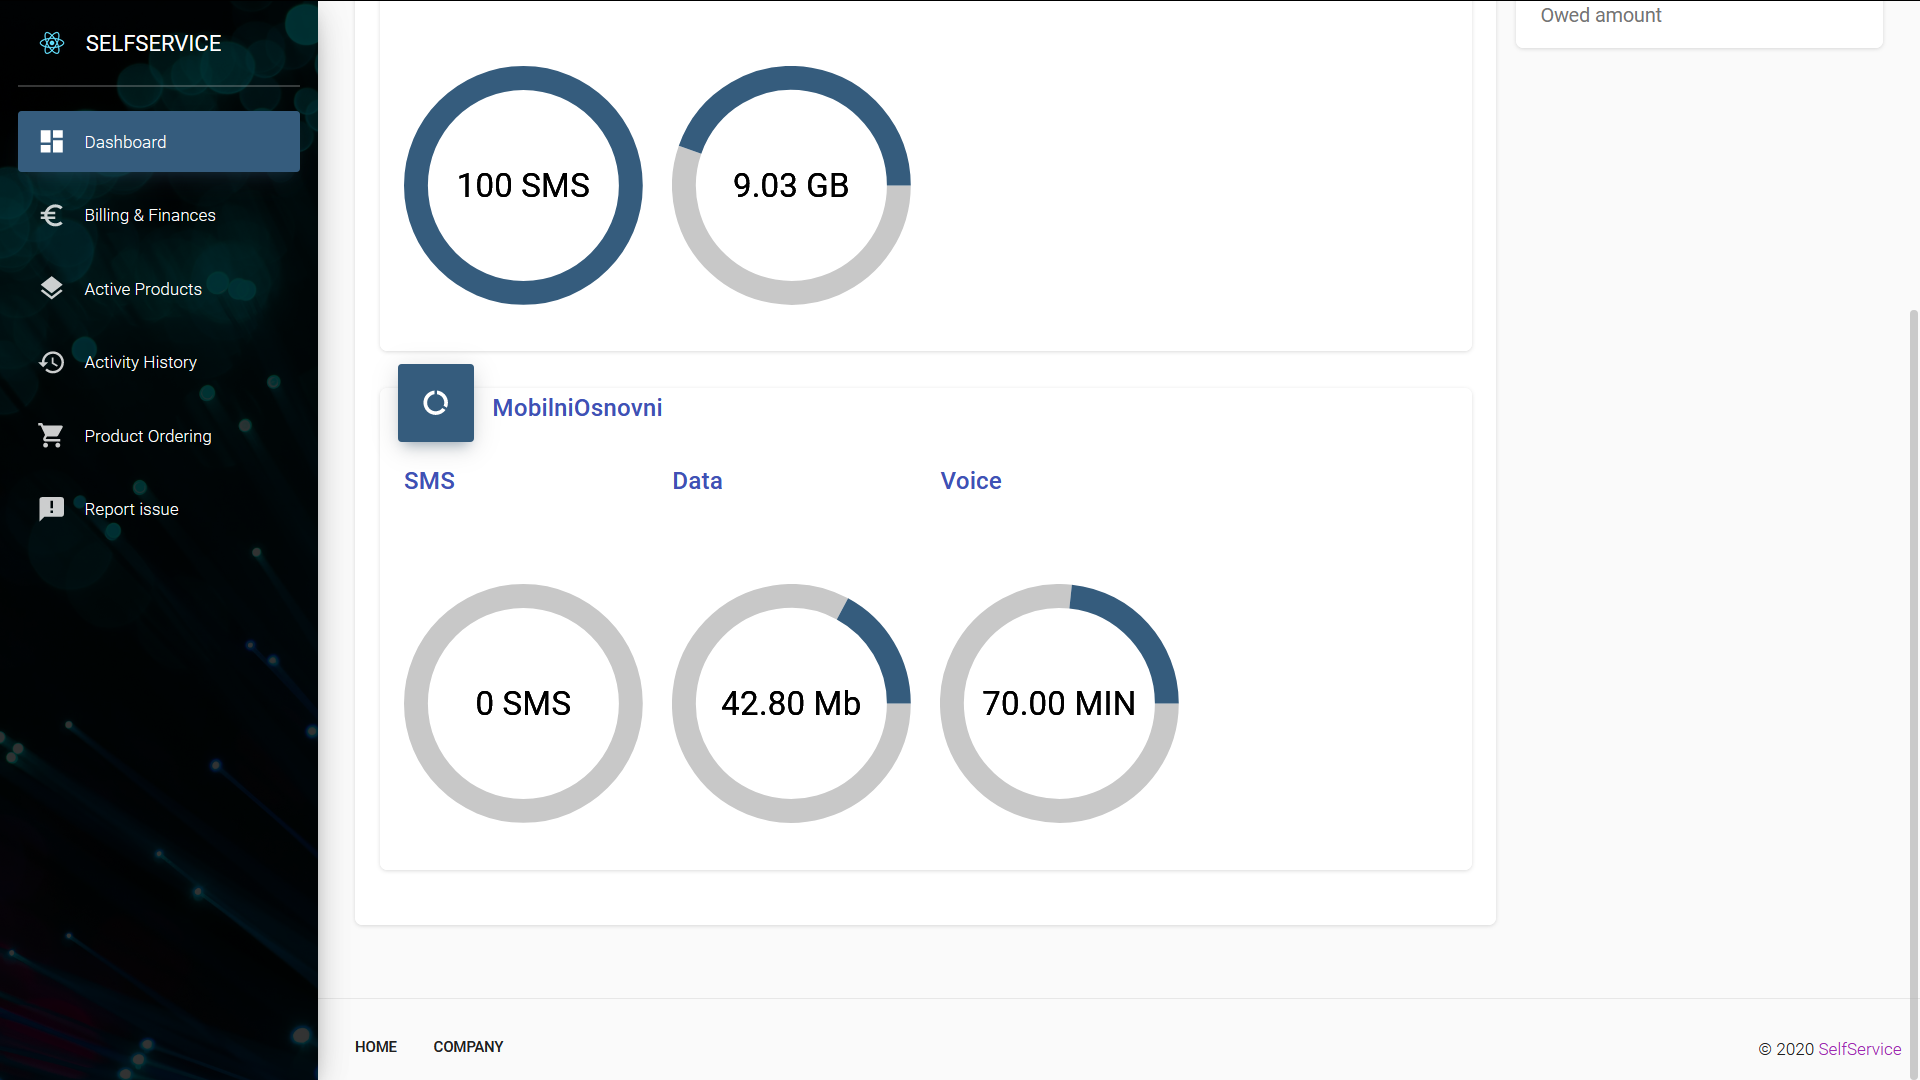 SELFSERVICE
Dashboard
Billing & Finances
Active Products
Activity History
Product Ordering
Report issue
Owed amount
100 SMS
9.03 GB
MobilniOsnovni
SMS
Data
Voice
0 SMS
42.80 Mb
70.00 MIN
HOME
COMPANY
© 2020 SelfService